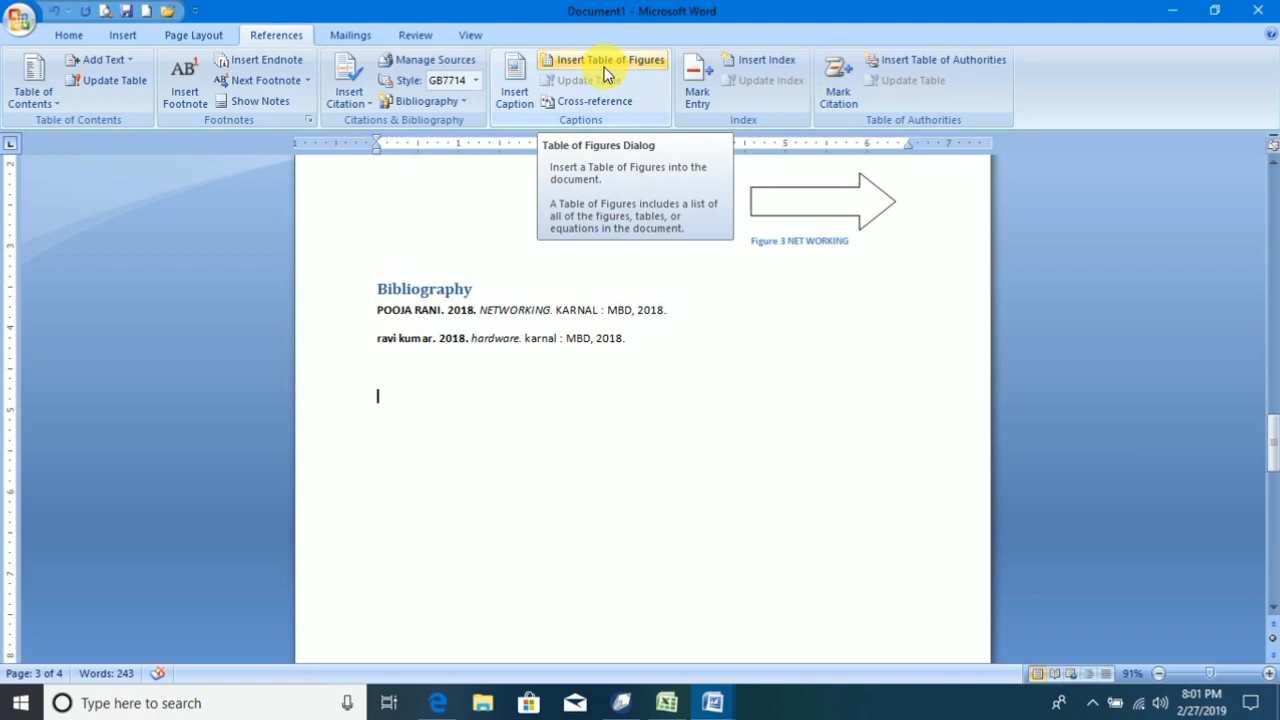 Document1 - Microsoft Word
Home Insert Page Layout References Mailings Review View
Table of Contents
Add Text
Update Table
Table of Contents
AB¹
Insert Footnote
Insert Endnote
Next Footnote
Show Notes
Footnotes
Insert Citation
Manage Sources
Style: GB7714
Bibliography
Citations & Bibliography
Insert Caption
Insert Table of Figures
Update
Cross-reference
Captions
Mark Entry
Insert Index
Update Index
Index
Mark Citation
Insert Table of Authorities
Update Table
Table of Authorities
Table of Figures Dialog
Insert a Table of Figures into the
document.
A Table of Figures includes a list of
all of the figures, tables, or
equations in the document.
Figure 3 NET WORKING
Bibliography
POOJA RANI. 2018. NETWORKING. KARNAL : MBD, 2018.
ravi kumar. 2018. hardware. karnal : MBD, 2018.
Page: 3 of 4 Words: 243 91%
Type here to search
8:01 PM
2/27/2019